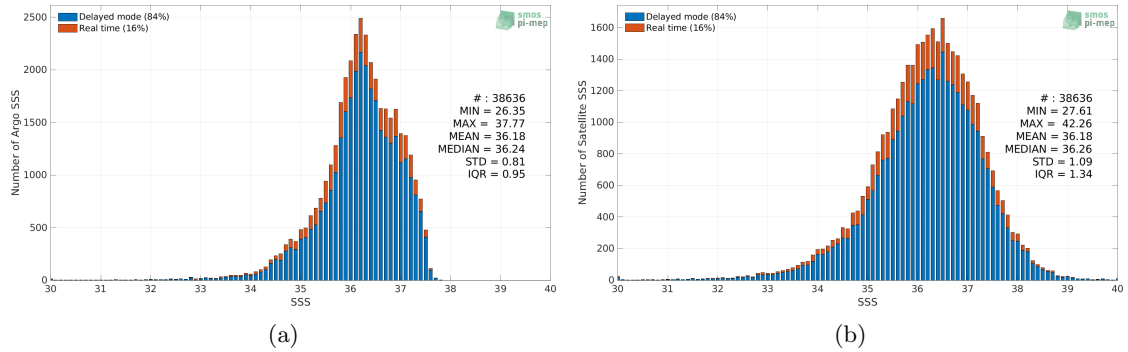 Delayed mode (84%)
Real time (16%)
smos
pi-mep
2500
2000
1500
1000
500
0
Number of Argo SSS
# : 38636
MIN = 26.35
MAX = 37.77
MEAN = 36.18
MEDIAN = 36.24
STD = 0.81
IQR = 0.95
30 31 32 33 34 35 36 37 38 39 40
SSS
(a)
Delayed mode (84%)
Real time (16%)
smos
pi-mep
1600
1400
1200
1000
800
600
400
200
0
Number of Satellite SSS
# : 38636
MIN = 27.61
MAX = 42.26
MEAN = 36.18
MEDIAN = 36.26
STD = 1.09
IQR = 1.34
30 31 32 33 34 35 36 37 38 39 40
SSS
(b)